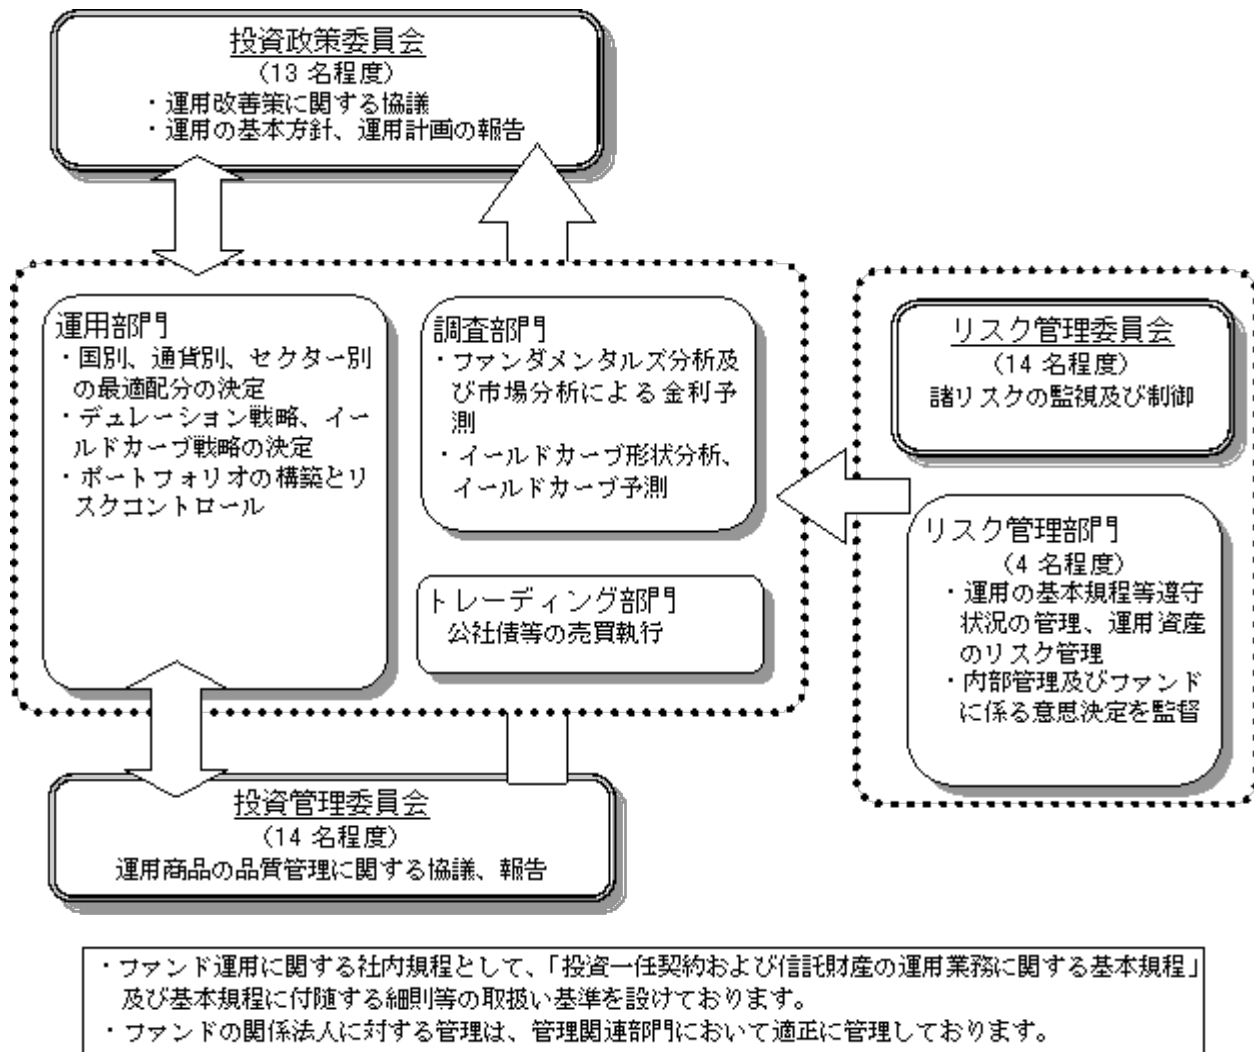 投資政策委員会
（13 名程度）
・運用改善策に関する協議
・運用の基本方針、運用計画の報告
運用部門
・国別、通貨別、セクター別
の最適配分の決定
・デュレーション戦略、イー
ルドカーブ戦略の決定
・ポートフォリオの構築とリ
スクコントロール
調査部門
・ファンダメンタルズ分析及
び市場分析による金利予
測
・イールドカーブ形状分析、
イールドカーブ予測
トレーディング部門
公社債等の売買執行
リスク管理委員会
（14 名程度）
諸リスクの監視及び制御
リスク管理部門
（4 名程度）
・運用の基本規程等遵守
状況の管理、運用資産
のリスク管理
・内部管理及びファンド
に係る意思決定を監督
投資管理委員会
（14 名程度）
運用商品の品質管理に関する協議、報告
・ファンド運用に関する社内規程として、「投資一任契約および信託財産の運用業務に関する基本規程」
及び基本規程に付随する細則等の取扱い基準を設けております。
・ファンドの関係法人に対する管理は、管理関連部門において適正に管理しております。